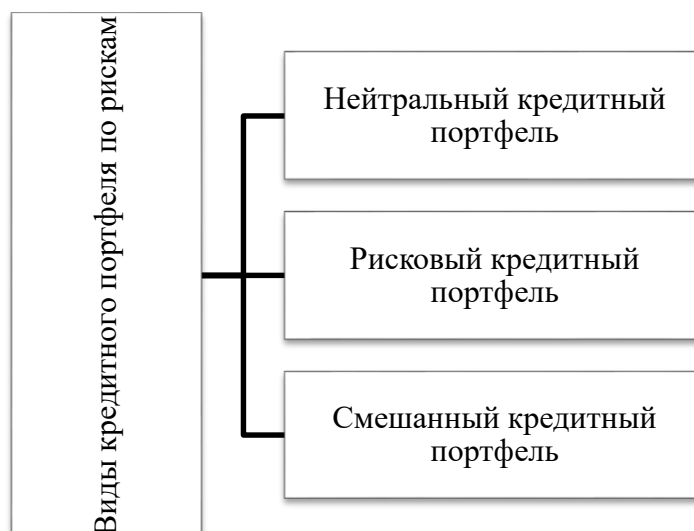 Виды кредитного портфеля по рискам
Нейтральный кредитный
портфель
Рисковый кредитный
портфель
Смешанный кредитный
портфель